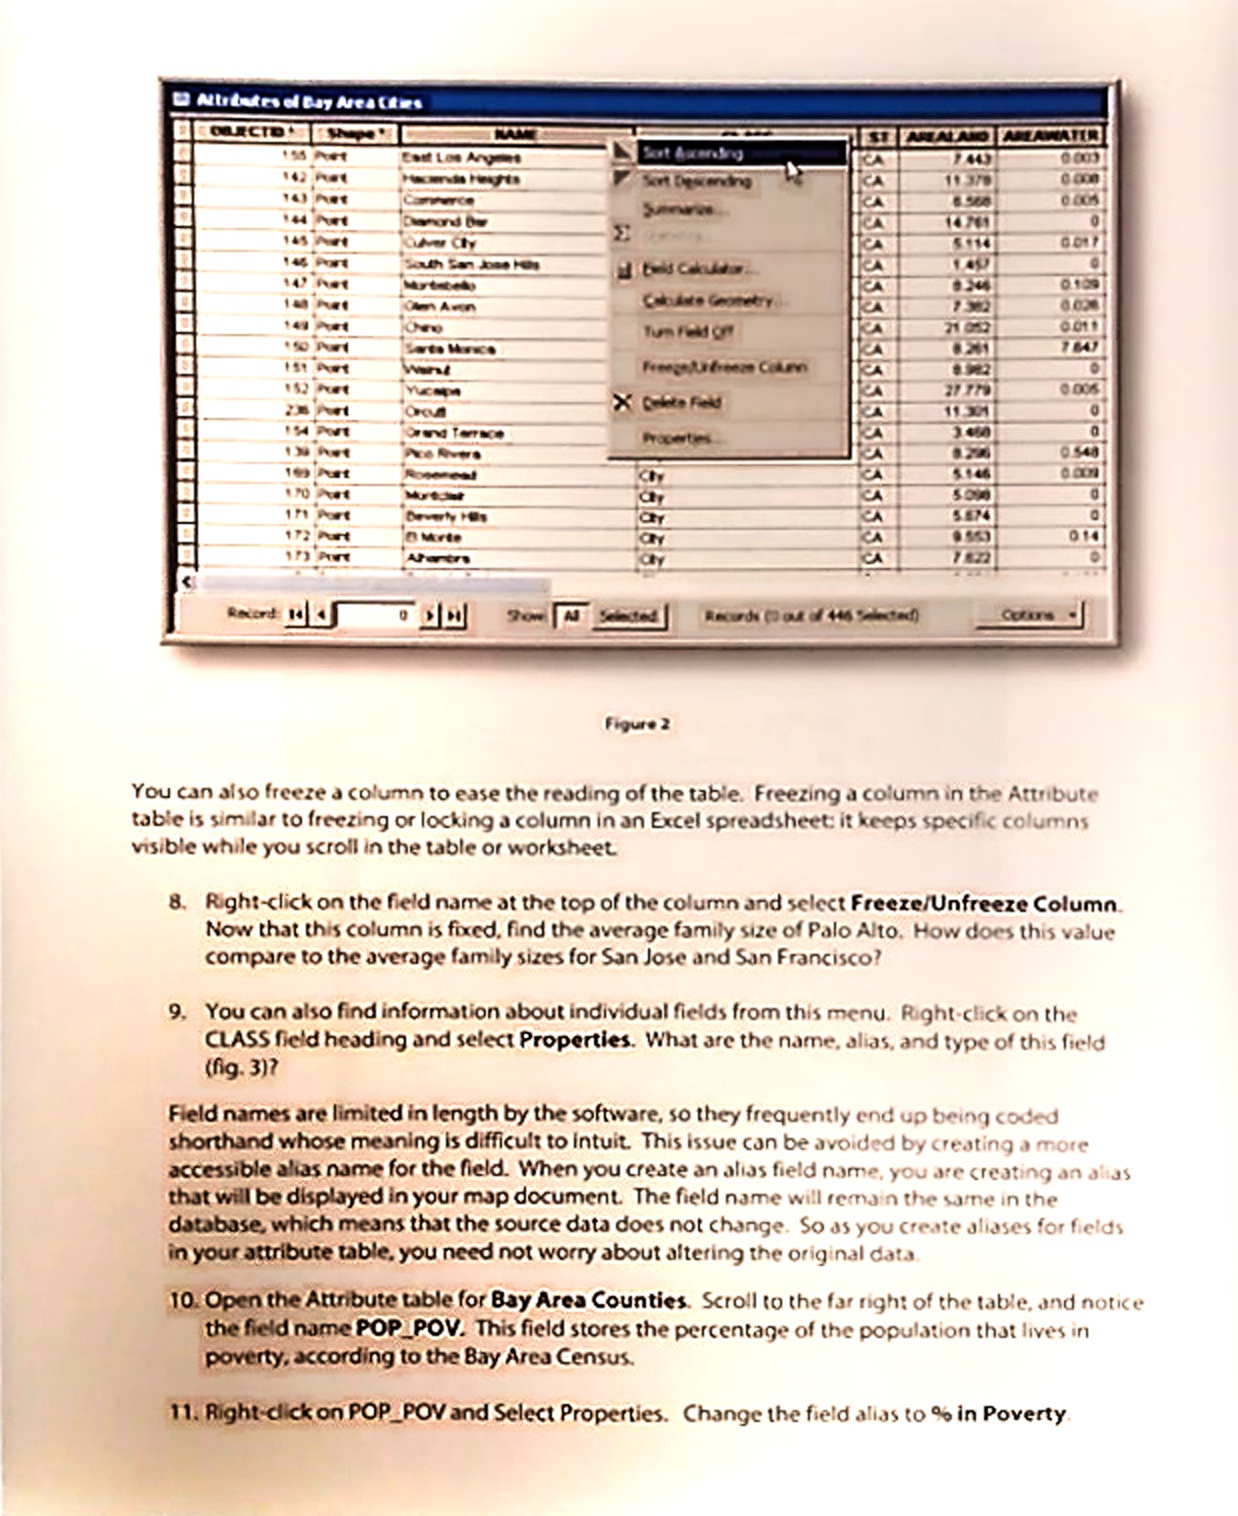 Attributes of Bay Area Cities
OBJECTID * Shape * NAME CLASS ST AREALAND AREAWATER
155 Point East Los Angeles CA 7.443 0.003
142 Point Hacienda Heights CA 11.378 0.008
143 Point Commerce CA 6.568 0.005
144 Point Diamond Bar CA 14.761 0
145 Point Culver City CA 5.114 0.017
146 Point South San Jose Hills CA 1.457 0
147 Point Montebello CA 8.246 0.109
148 Point Glen Avon CA 7.362 0.026
149 Point Chino CA 21.052 0.011
150 Point Santa Monica CA 8.261 7.647
151 Point Walnut CA 8.982 0
152 Point Yucaipa CA 27.779 0.005
236 Point Orcutt CA 11.301 0
154 Point Grand Terrace CA 3.468 0
139 Point Pico Rivera CA 8.296 0.548
169 Point Rosemead City CA 5.146 0.009
170 Point Montclair City CA 5.098 0
171 Point Beverly Hills City CA 5.674 0
172 Point El Monte City CA 9.553 0.14
173 Point Alhambra City CA 7.622 0
Sort Ascending
Sort Descending
Summarize...
Field Calculator...
Calculate Geometry...
Turn Field Off
Freeze/Unfreeze Column
Delete Field
Properties...
Record: 0 Show: All Selected Records (0 out of 446 Selected) Options
Figure 2
You can also freeze a column to ease the reading of the table. Freezing a column in the Attribute
table is similar to freezing or locking a column in an Excel spreadsheet: it keeps specific columns
visible while you scroll in the table or worksheet.
8. Right-click on the field name at the top of the column and select Freeze/Unfreeze Column.
Now that this column is fixed, find the average family size of Palo Alto. How does this value
compare to the average family sizes for San Jose and San Francisco?
9. You can also find information about individual fields from this menu. Right-click on the
CLASS field heading and select Properties. What are the name, alias, and type of this field
(fig. 3)?
Field names are limited in length by the software, so they frequently end up being coded
shorthand whose meaning is difficult to intuit. This issue can be avoided by creating a more
accessible alias name for the field. When you create an alias field name, you are creating an alias
that will be displayed in your map document. The field name will remain the same in the
database, which means that the source data does not change. So as you create aliases for fields
in your attribute table, you need not worry about altering the original data.
10. Open the Attribute table for Bay Area Counties. Scroll to the far right of the table, and notice
the field name POP_POV. This field stores the percentage of the population that lives in
poverty, according to the Bay Area Census.
11. Right-click on POP_POV and Select Properties. Change the field alias to % in Poverty.